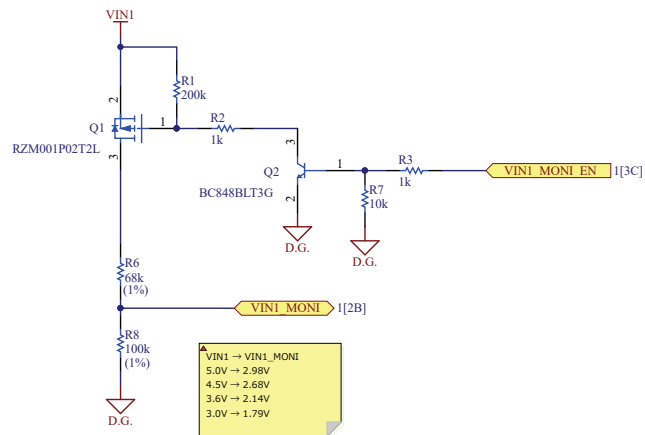 VIN1
R1
200k
2
Q1
1
R2
1k
RZM001P02T2L
3
3
Q2
1
R3
1k
VIN1_MONI_EN 1[3C]
BC848BLT3G
2
R7
10k
D.G.
D.G.
R6
68k
(1%)
VIN1_MONI 1[2B]
R8
100k
(1%)
D.G.
VIN1 → VIN1_MONI
5.0V → 2.98V
4.5V → 2.68V
3.6V → 2.14V
3.0V → 1.79V